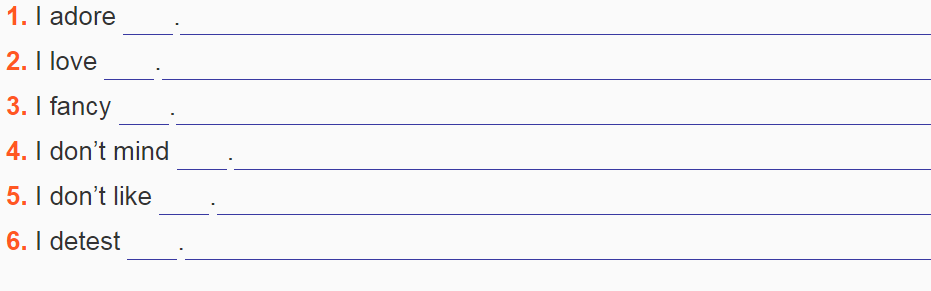 1. I adore ____.
2. I love ____.
3. I fancy ____.
4. I don’t mind ____.
5. I don’t like ____.
6. I detest ____.